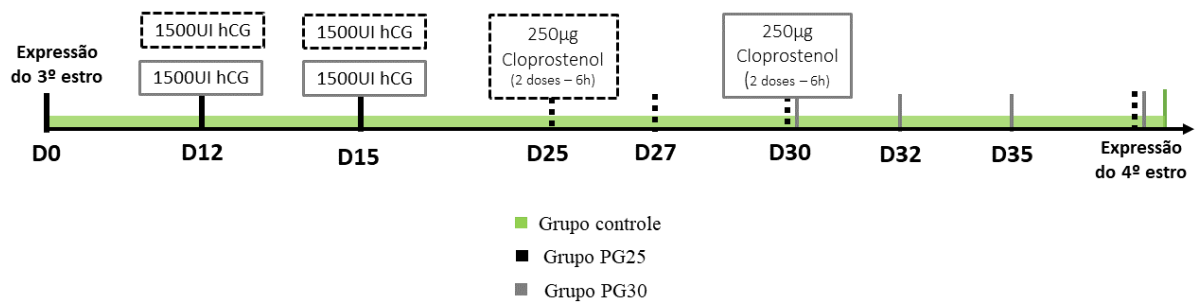 Expressão
do 3º estro
1500UI hCG
1500UI hCG
1500UI hCG
1500UI hCG
250µg
Cloprostenol
(2 doses – 6h)
250µg
Cloprostenol
(2 doses – 6h)
D0
D12
D15
D25
D27
D30
D32
D35
Expressão
do 4º estro
Grupo controle
Grupo PG25
Grupo PG30